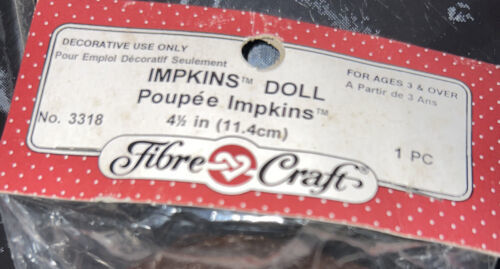 DECORATIVE USE ONLY
Pour Emploi Décoratif Seulement
IMPKINS™ DOLL
Poupée Impkins™
4½ in (11.4cm)
FOR AGES 3 & OVER
A Partir de 3 Ans
No. 3318
1 PC
Fibre Craft®